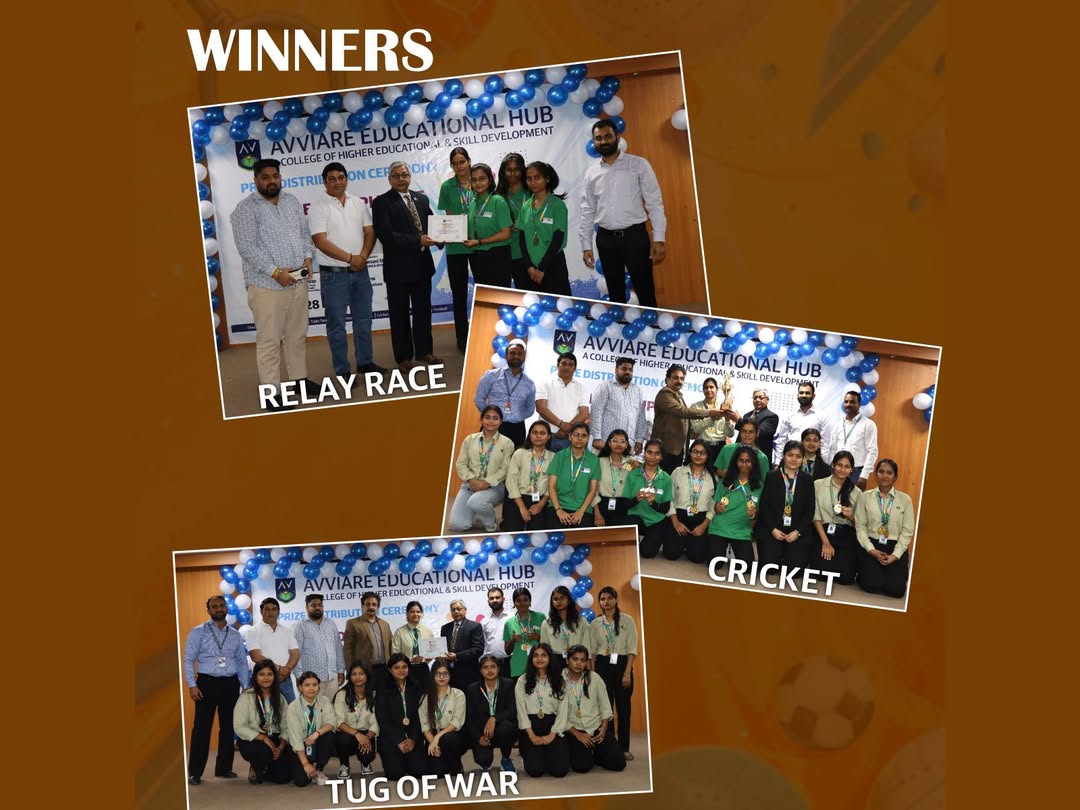 WINNERS
AVVIARE EDUCATIONAL HUB
A COLLEGE OF HIGHER EDUCATIONAL & SKILL DEVELOPMENT
DISTRIBUTION
28
RELAY RACE
AVVIARE EDUCATIONAL HUB
A COLLEGE OF HIGHER EDUCATIONAL & SKILL DEVELOPMENT
DISTRIBUTION
CRICKET
AVVIARE EDUCATIONAL HUB
A COLLEGE OF HIGHER EDUCATIONAL & SKILL DEVELOPMENT
PRIZE DISTRIBUTION CEREMONY
TUG OF WAR